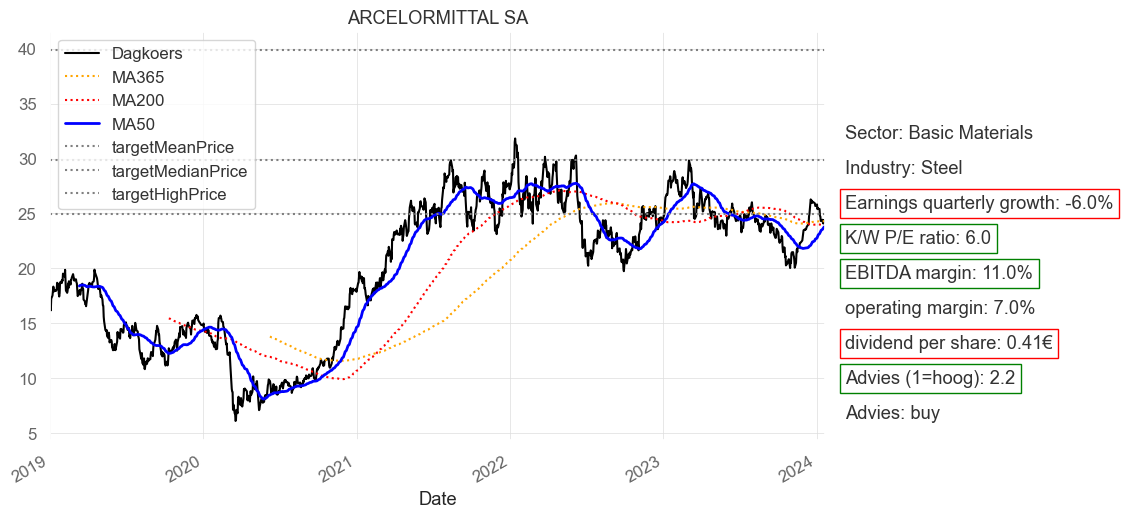 ARCELORMITTAL SA
40
35
30
25
20
15
10
5
Dagkoers
MA365
MA200
MA50
targetMeanPrice
targetMedianPrice
targetHighPrice
2019
2020
2021
2022
2023
2024
Date
Sector: Basic Materials
Industry: Steel
Earnings quarterly growth: -6.0%
K/W P/E ratio: 6.0
EBITDA margin: 11.0%
operating margin: 7.0%
dividend per share: 0.41€
Advies (1=hoog): 2.2
Advies: buy